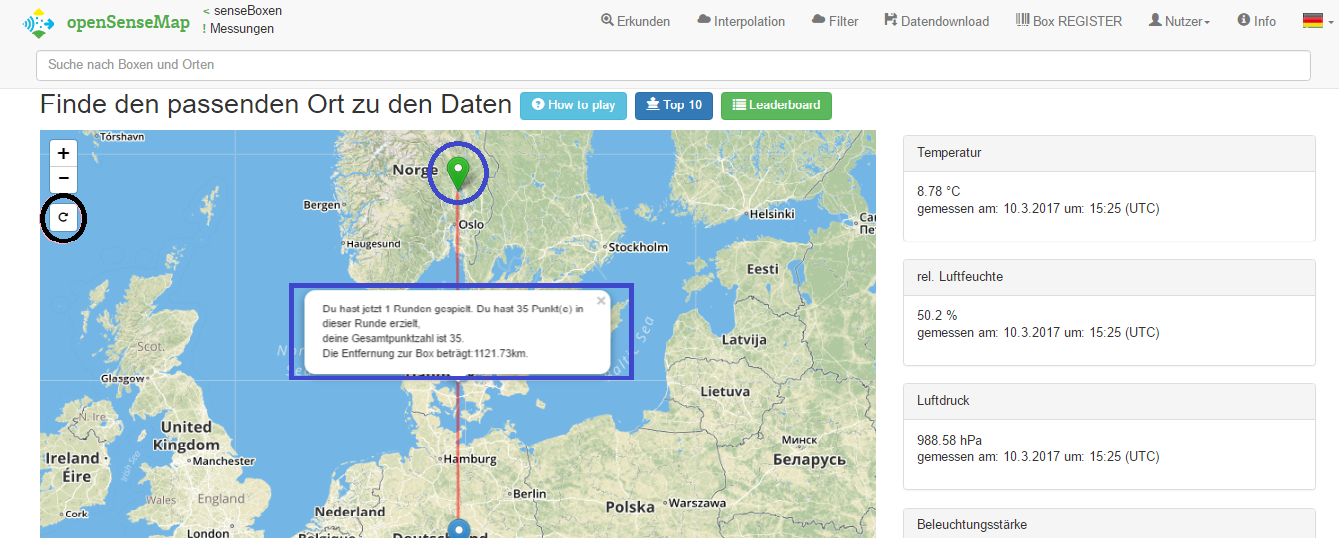 openSenseMap
< senseBoxen
! Messungen
Erkunden
Interpolation
Filter
Datendownload
Box REGISTER
Nutzer
Info
Suche nach Boxen und Orten
Finde den passenden Ort zu den Daten
How to play
Top 10
Leaderboard
+
−
Tórshavn
Norge
Bergen
Oslo
Haugesund
Helsinki
Stockholm
Eesti
Du hast jetzt 1 Runden gespielt. Du hast 35 Punkt(e) in
dieser Runde erzielt,
deine Gesamtpunktzahl ist 35.
Die Entfernung zur Box beträgt:1121.73km.
×
Scot.
Glasgow
Latvija
Lietuva
N. Ire.
United
Kingdom
Ireland
Éire
Irish Sea
Manchester
Wales
England
Cork
London
Hamburg
Berlin
Nederland
Deutschland
Polska
Warszawa
Минск
Беларусь
Temperatur
8.78 °C
gemessen am: 10.3.2017 um: 15:25 (UTC)
rel. Luftfeuchte
50.2 %
gemessen am: 10.3.2017 um: 15:25 (UTC)
Luftdruck
988.58 hPa
gemessen am: 10.3.2017 um: 15:25 (UTC)
Beleuchtungsstärke